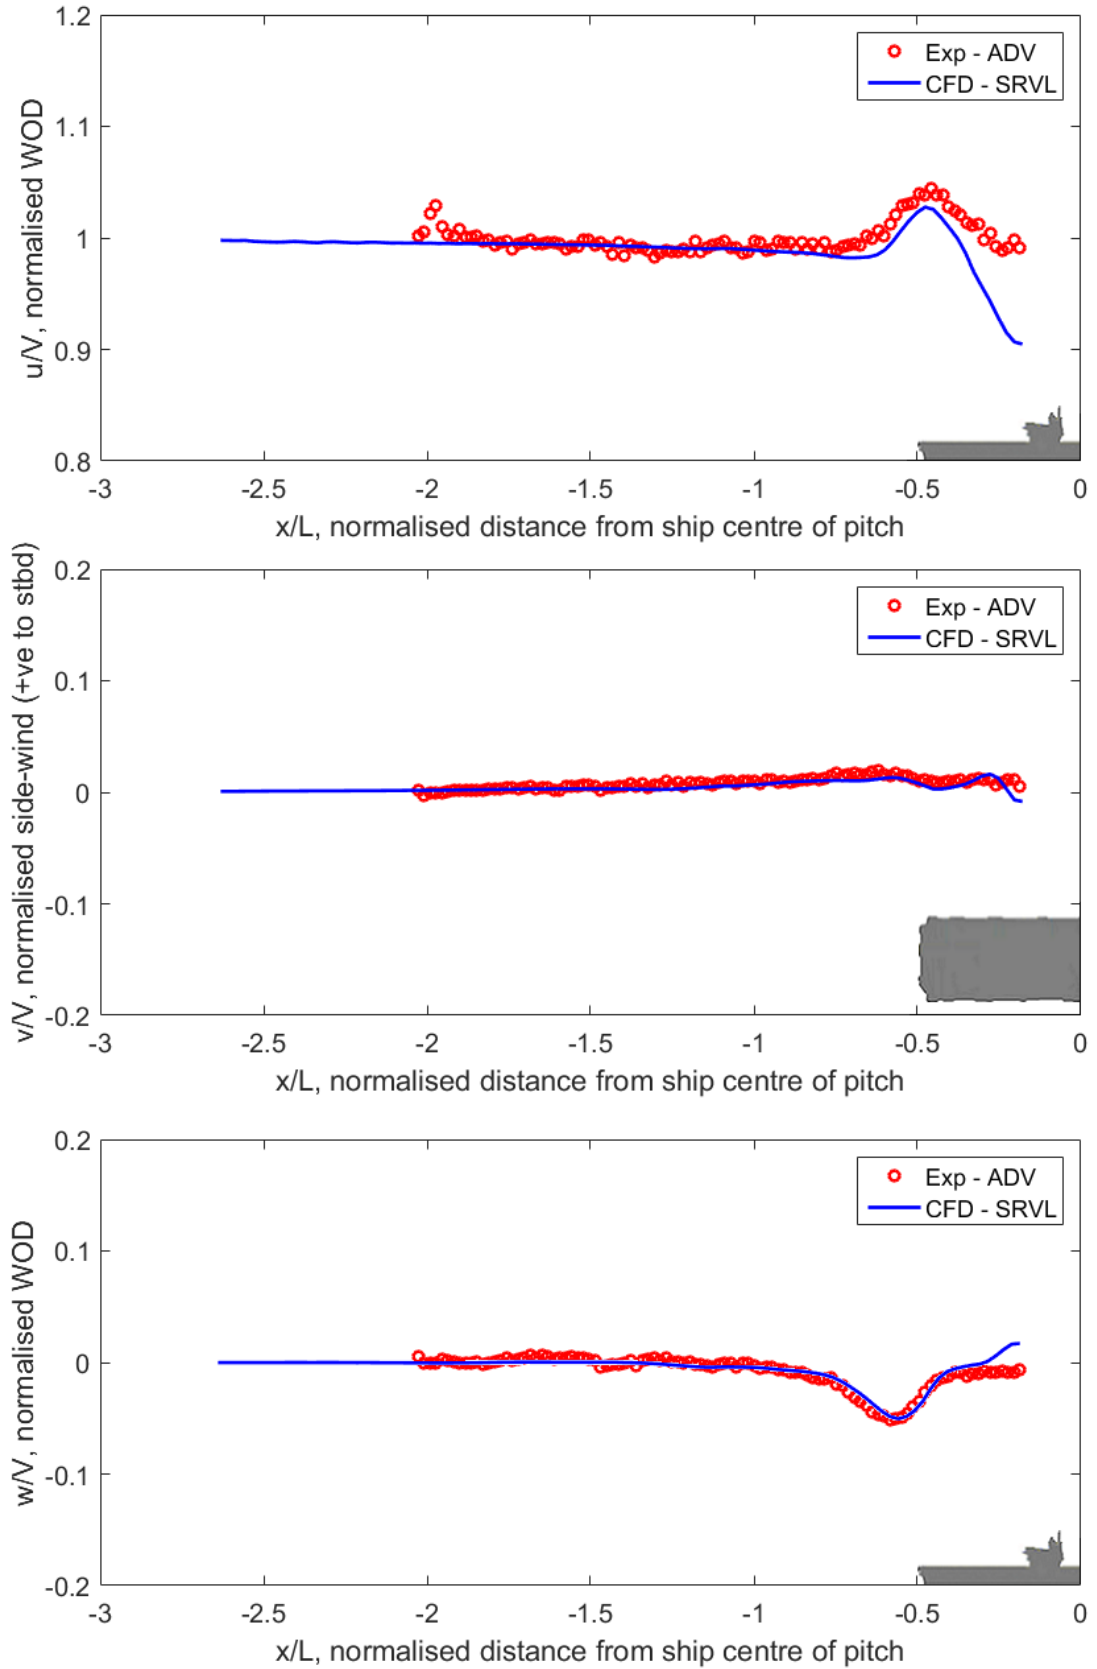 1.2
1.1
1
0.9
0.8
u/V, normalised WOD
Exp - ADV
CFD - SRVL
-3 -2.5 -2 -1.5 -1 -0.5 0
x/L, normalised distance from ship centre of pitch
0.2
0.1
0
-0.1
-0.2
v/V, normalised side-wind (+ve to stbd)
Exp - ADV
CFD - SRVL
-3 -2.5 -2 -1.5 -1 -0.5 0
x/L, normalised distance from ship centre of pitch
0.2
0.1
0
-0.1
-0.2
w/V, normalised WOD
Exp - ADV
CFD - SRVL
-3 -2.5 -2 -1.5 -1 -0.5 0
x/L, normalised distance from ship centre of pitch